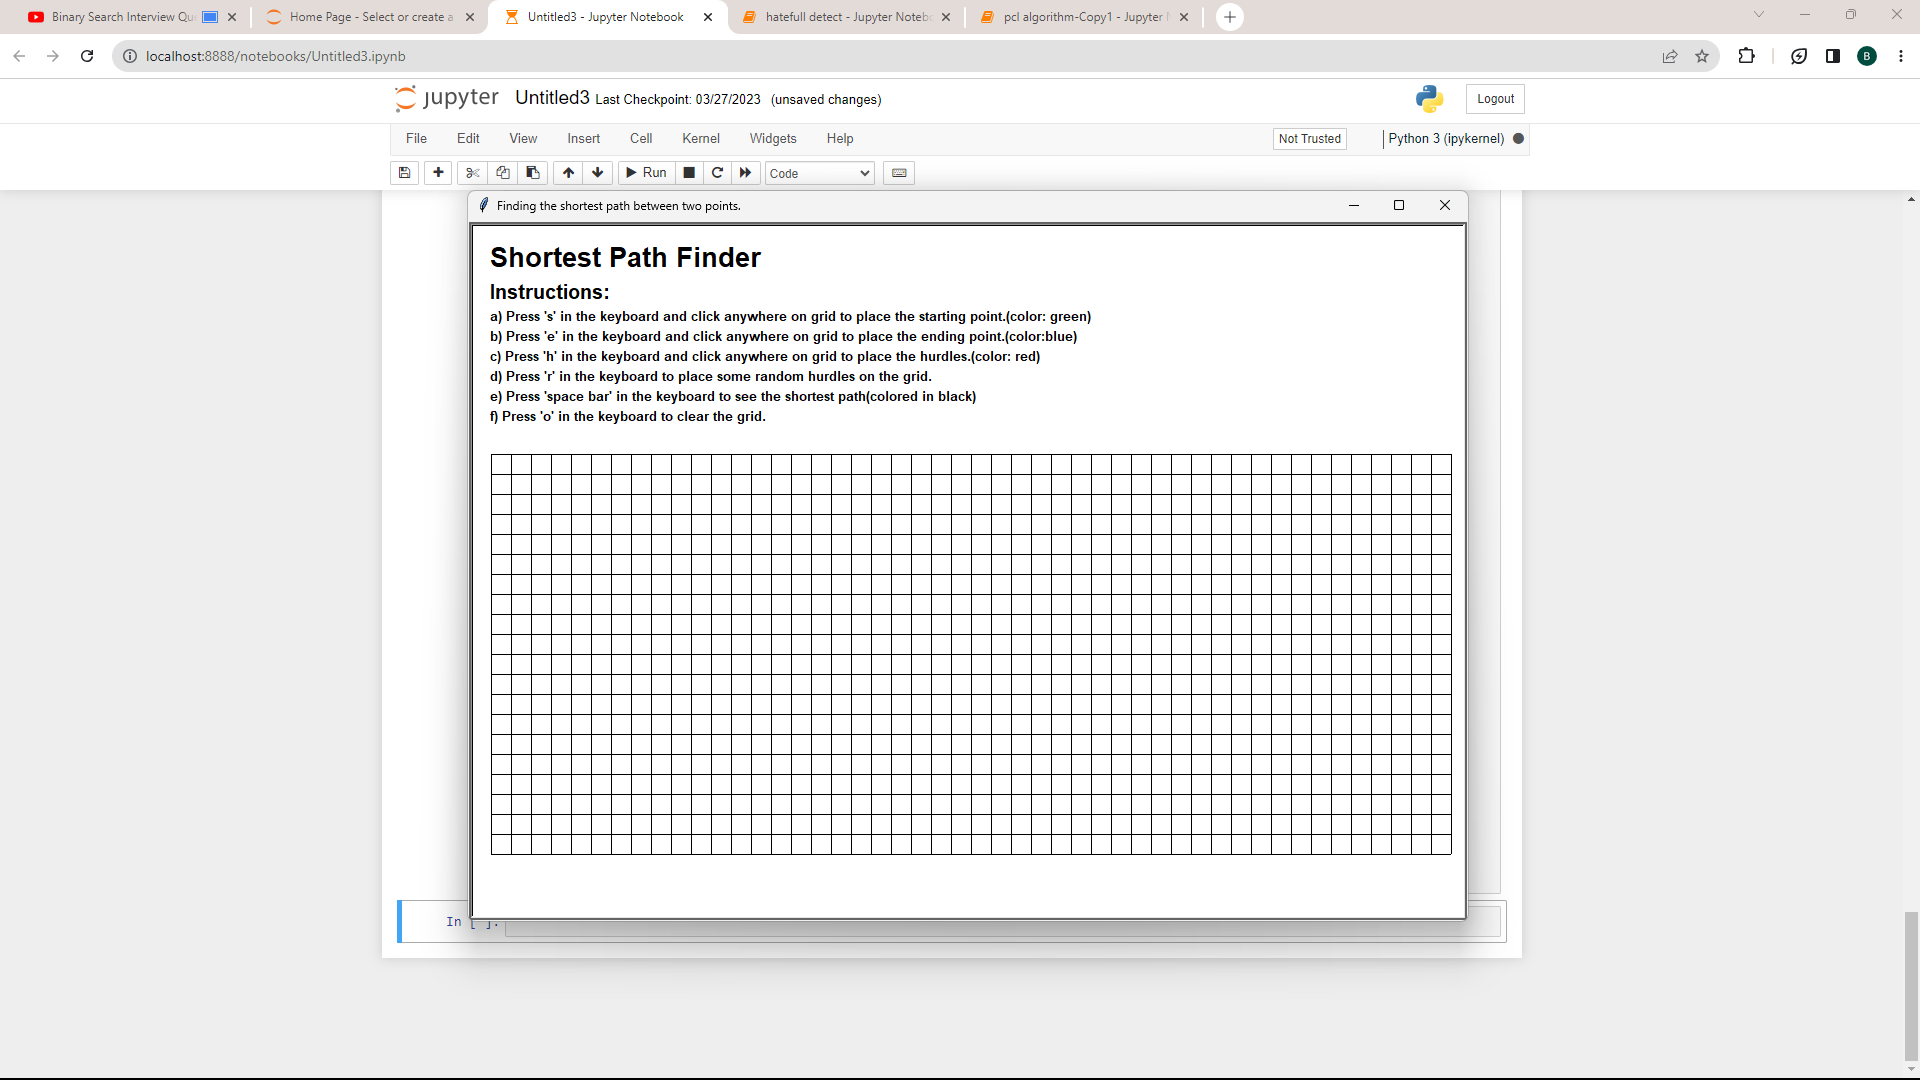 Binary Search Interview Qu
Home Page - Select or create a
Untitled3 - Jupyter Notebook
hatefull detect - Jupyter Notebo
pcl algorithm-Copy1 - Jupyter
localhost:8888/notebooks/Untitled3.ipynb
B
jupyter Untitled3 Last Checkpoint: 03/27/2023 (unsaved changes)
Logout
File Edit View Insert Cell Kernel Widgets Help
Not Trusted
Python 3 (ipykernel)
Run
Code
Finding the shortest path between two points.
Shortest Path Finder
Instructions:
a) Press 's' in the keyboard and click anywhere on grid to place the starting point.(color: green)
b) Press 'e' in the keyboard and click anywhere on grid to place the ending point.(color:blue)
c) Press 'h' in the keyboard and click anywhere on grid to place the hurdles.(color: red)
d) Press 'r' in the keyboard to place some random hurdles on the grid.
e) Press 'space bar' in the keyboard to see the shortest path(colored in black)
f) Press 'o' in the keyboard to clear the grid.
In [ ]: